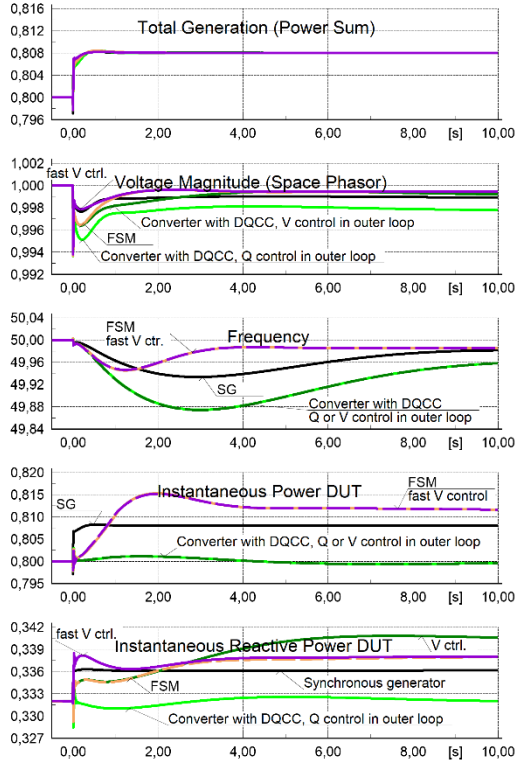 0,816
Total Generation (Power Sum)
0,812
0,808
0,804
0,800
0,796
0,00 2,00 4,00 6,00 8,00 [s] 10,00
1,002
fast V ctrl.
1,000
Voltage Magnitude (Space Phasor)
0,998
Converter with DQCC, V control in outer loop
0,996
FSM
0,994
Converter with DQCC, Q control in outer loop
0,992
0,00 2,00 4,00 6,00 8,00 [s] 10,00
50,04
FSM
fast V ctr.
Frequency
50,00
49,96
SG
49,92
Converter with DQCC
49,88
Q or V control in outer loop
49,84
0,00 2,00 4,00 6,00 8,00 [s] 10,00
0,820
Instantaneous Power DUT
FSM
fast V control
0,815
SG
0,810
0,805
Converter with DQCC, Q or V control in outer loop
0,800
0,795
0,00 2,00 4,00 6,00 8,00 [s] 10,00
0,342
fast V ctrl.
Instantaneous Reactive Power DUT
V ctrl.
0,339
0,336
FSM
Synchronous generator
0,333
Converter with DQCC, Q control in outer loop
0,330
0,327
0,00 2,00 4,00 6,00 8,00 [s] 10,00